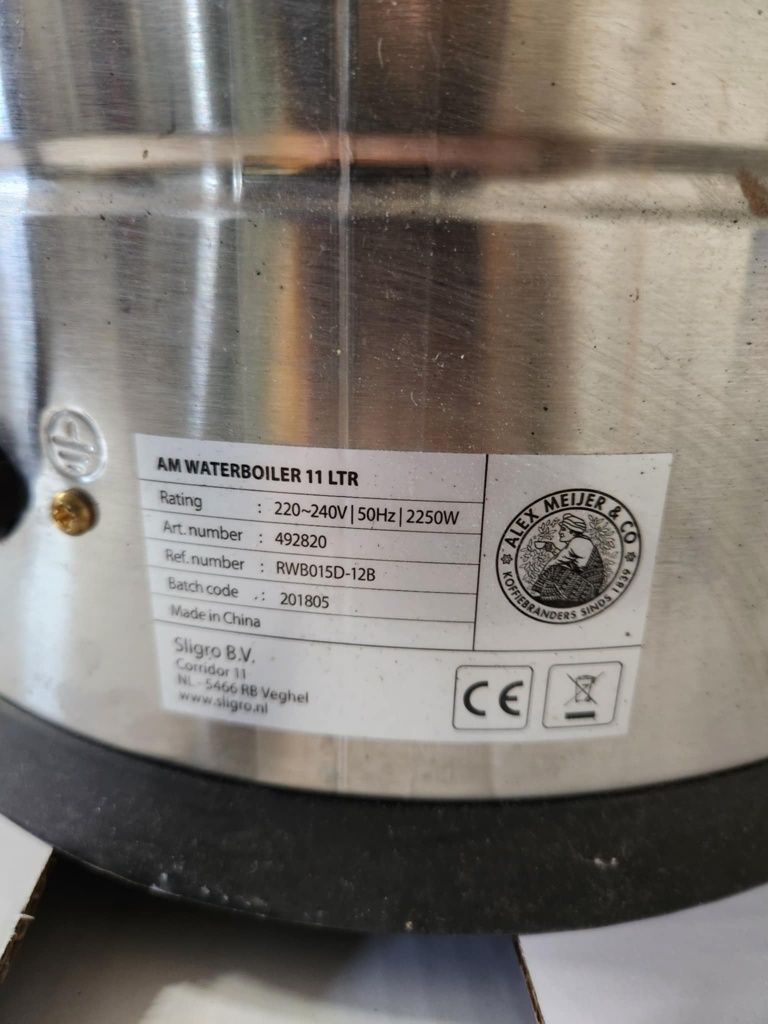 AM WATERBOILER 11 LTR
Rating : 220~240V | 50Hz | 2250W
Art. number : 492820
Ref. number : RWB015D-12B
Batch code .: 201805
Made in China
Sligro B.V.
Corridor 11
NL - 5466 RB Veghel
www.sligro.nl
ALEX MEIJER & CO
KOFFIEBRANDERS SINDS 1839
CE